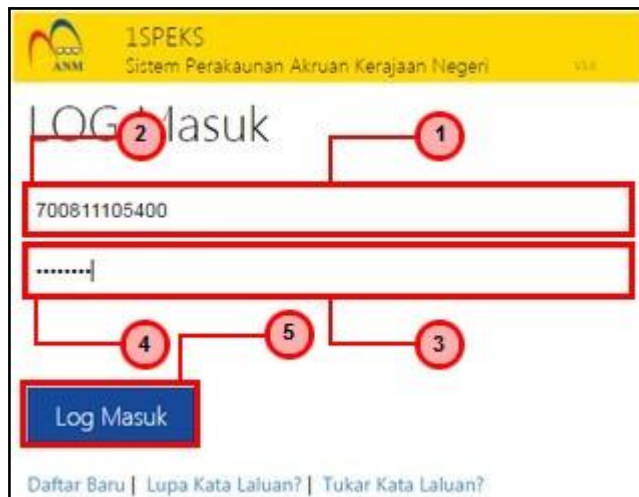 1SPEKS
ANM
Sistem Perakaunan Akruan Kerajaan Negeri
LOG Masuk
2
1
700811105400
••••••••
4
5
3
Log Masuk
Daftar Baru | Lupa Kata Laluan? | Tukar Kata Laluan?